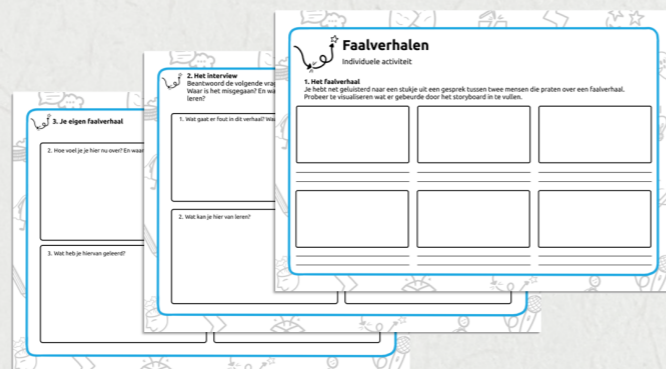 Faalverhalen
Individuele activiteit
1. Het faalverhaal
Je hebt net geluisterd naar een stukje uit een gesprek tussen twee mensen die praten over een faalverhaal.
Probeer te visualiseren wat er gebeurde door het storyboard in te vullen.
2. Het interview
Beantwoord de volgende
Waar is het misgegaan? En
leren?
1. Wat gaat er fout in dit verhaal?
2. Wat kan je hier van leren?
3. Je eigen faalverhaal
2. Hoe voel je je hier nu over? En
3. Wat heb je hiervan geleerd?